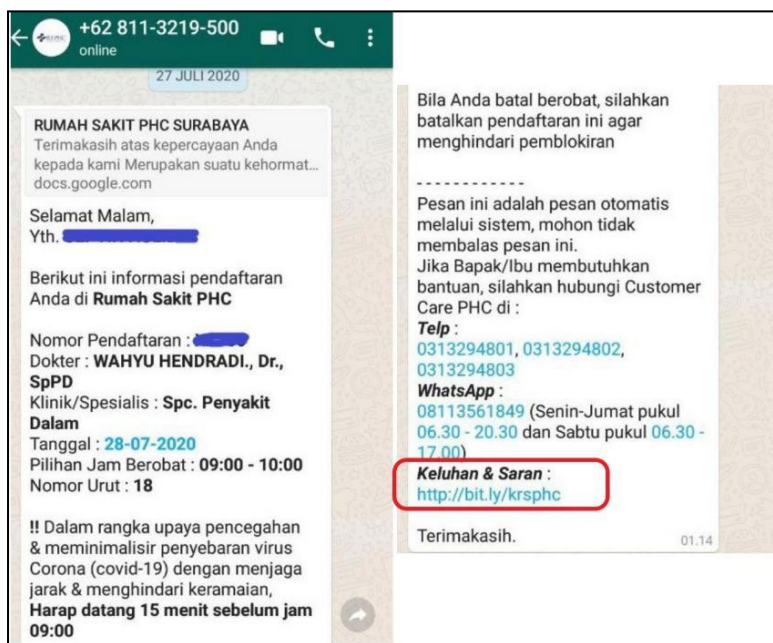 +62 811-3219-500
online
27 JULI 2020
RUMAH SAKIT PHC SURABAYA
Terimakasih atas kepercayaan Anda
kepada kami Merupakan suatu kehormat...
docs.google.com
Selamat Malam,
Yth.
Berikut ini informasi pendaftaran
Anda di Rumah Sakit PHC
Nomor Pendaftaran :
Dokter : WAHYU HENDRADI., Dr.,
SpPD
Klinik/Spesialis : Spc. Penyakit
Dalam
Tanggal : 28-07-2020
Pilihan Jam Berobat : 09:00 - 10:00
Nomor Urut : 18
!! Dalam rangka upaya pencegahan
& meminimalisir penyebaran virus
Corona (covid-19) dengan menjaga
jarak & menghindari keramaian,
Harap datang 15 menit sebelum jam
09:00
Bila Anda batal berobat, silahkan
batalkan pendaftaran ini agar
menghindari pemblokiran
- - - - - - - - - - - -
Pesan ini adalah pesan otomatis
melalui sistem, mohon tidak
membalas pesan ini.
Jika Bapak/Ibu membutuhkan
bantuan, silahkan hubungi Customer
Care PHC di :
Telp :
0313294801, 0313294802,
0313294803
WhatsApp :
08113561849 (Senin-Jumat pukul
06.30 - 20.30 dan Sabtu pukul 06.30 -
17.00)
Keluhan & Saran :
http://bit.ly/krsphc
Terimakasih.
01.14